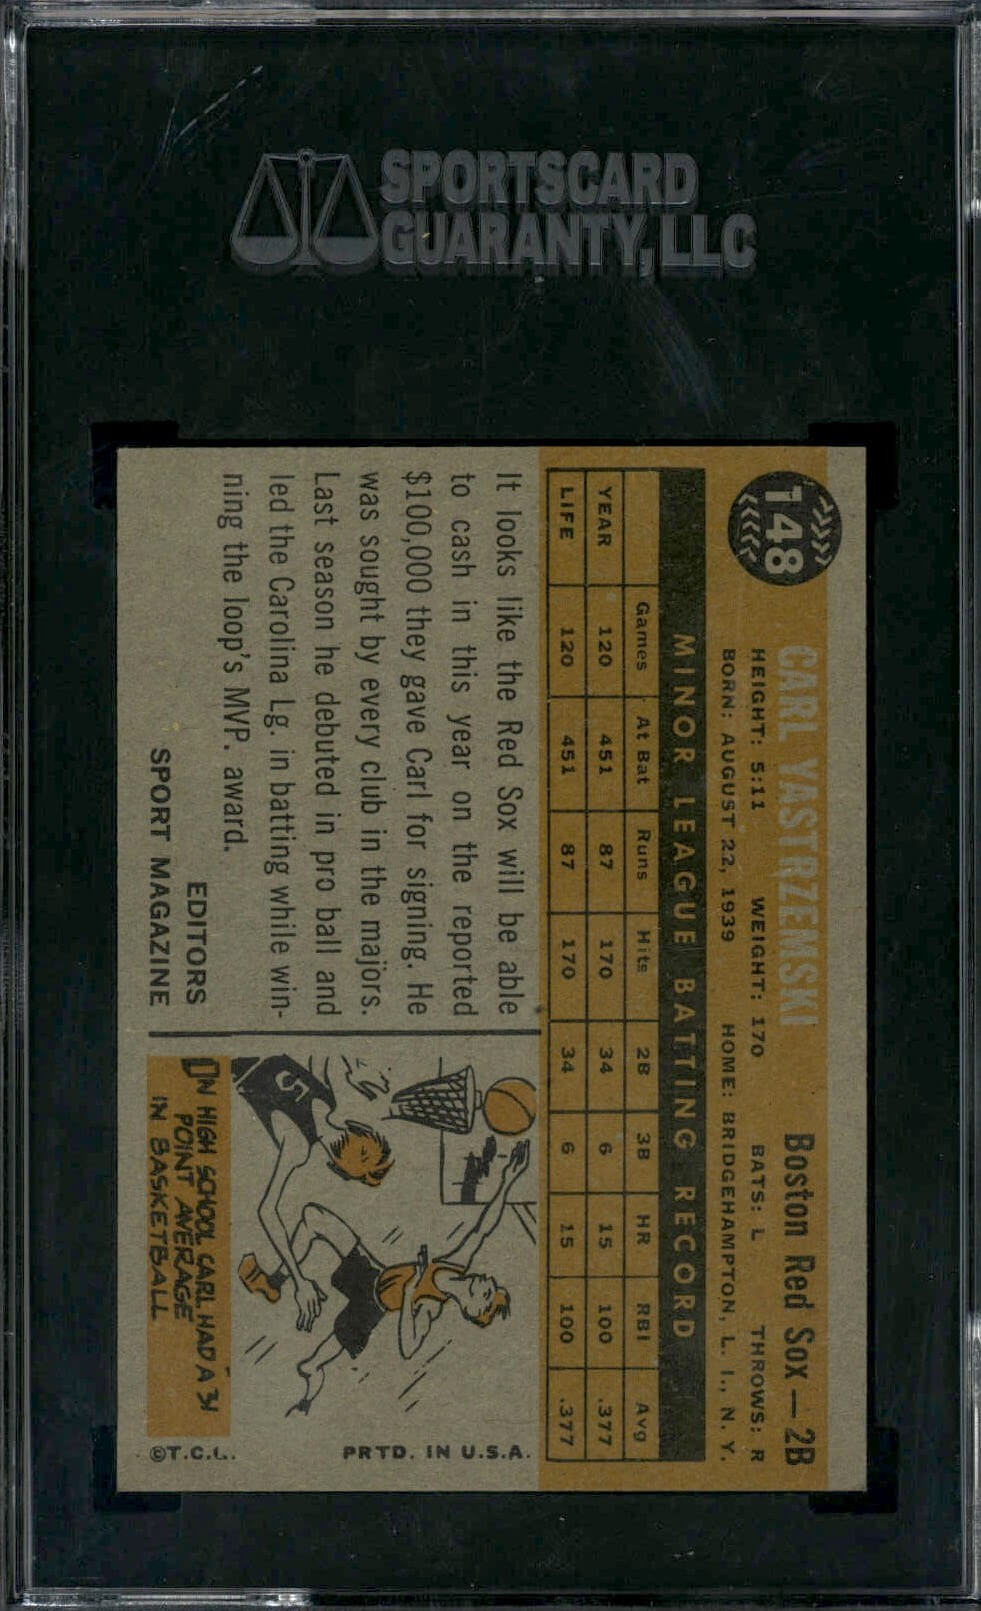 SPORTSCARD
GUARANTY, LLC
148
CARL YASTRZEMSKI
Boston Red Sox — 2B
HEIGHT: 5:11 WEIGHT: 170 BATS: L THROWS: R
BORN: AUGUST 22, 1939 HOME: BRIDGEHAMPTON, L. I., N. Y.
MINOR LEAGUE BATTING RECORD
Games At Bat Runs Hits 2B 3B HR RBI Avg
YEAR 120 451 87 170 34 6 15 100 .377
LIFE 120 451 87 170 34 6 15 100 .377
It looks like the Red Sox will be able
to cash in this year on the reported
$100,000 they gave Carl for signing. He
was sought by every club in the majors.
Last season he debuted in pro ball and
led the Carolina Lg. in batting while win-
ning the loop's MVP. award.
EDITORS
SPORT MAGAZINE
5
IN HIGH SCHOOL CARL HAD A 31
POINT AVERAGE
IN BASKETBALL
PRTD. IN U.S.A.
©T.C.G.